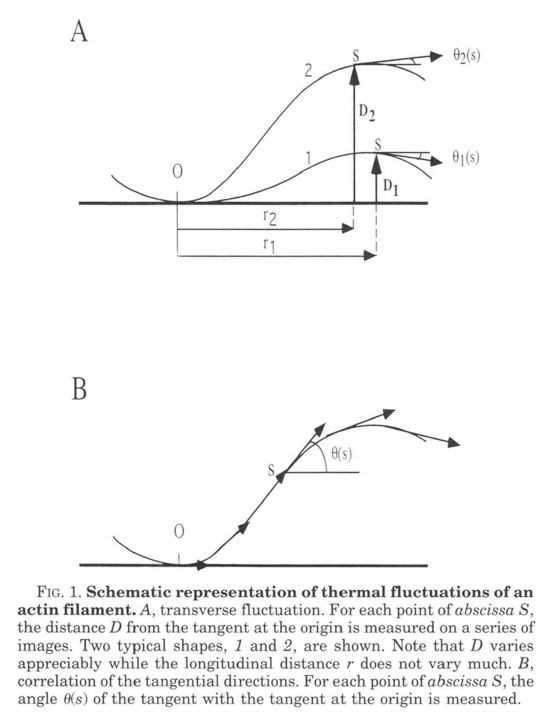 A
S
θ2(s)
2
D2
S
1
θ1(s)
O
D1
r2
r1
B
S
θ(s)
O
FIG. 1. Schematic representation of thermal fluctuations of an
actin filament. A, transverse fluctuation. For each point of abscissa S,
the distance D from the tangent at the origin is measured on a series of
images. Two typical shapes, 1 and 2, are shown. Note that D varies
appreciably while the longitudinal distance r does not vary much. B,
correlation of the tangential directions. For each point of abscissa S, the
angle θ(s) of the tangent with the tangent at the origin is measured.